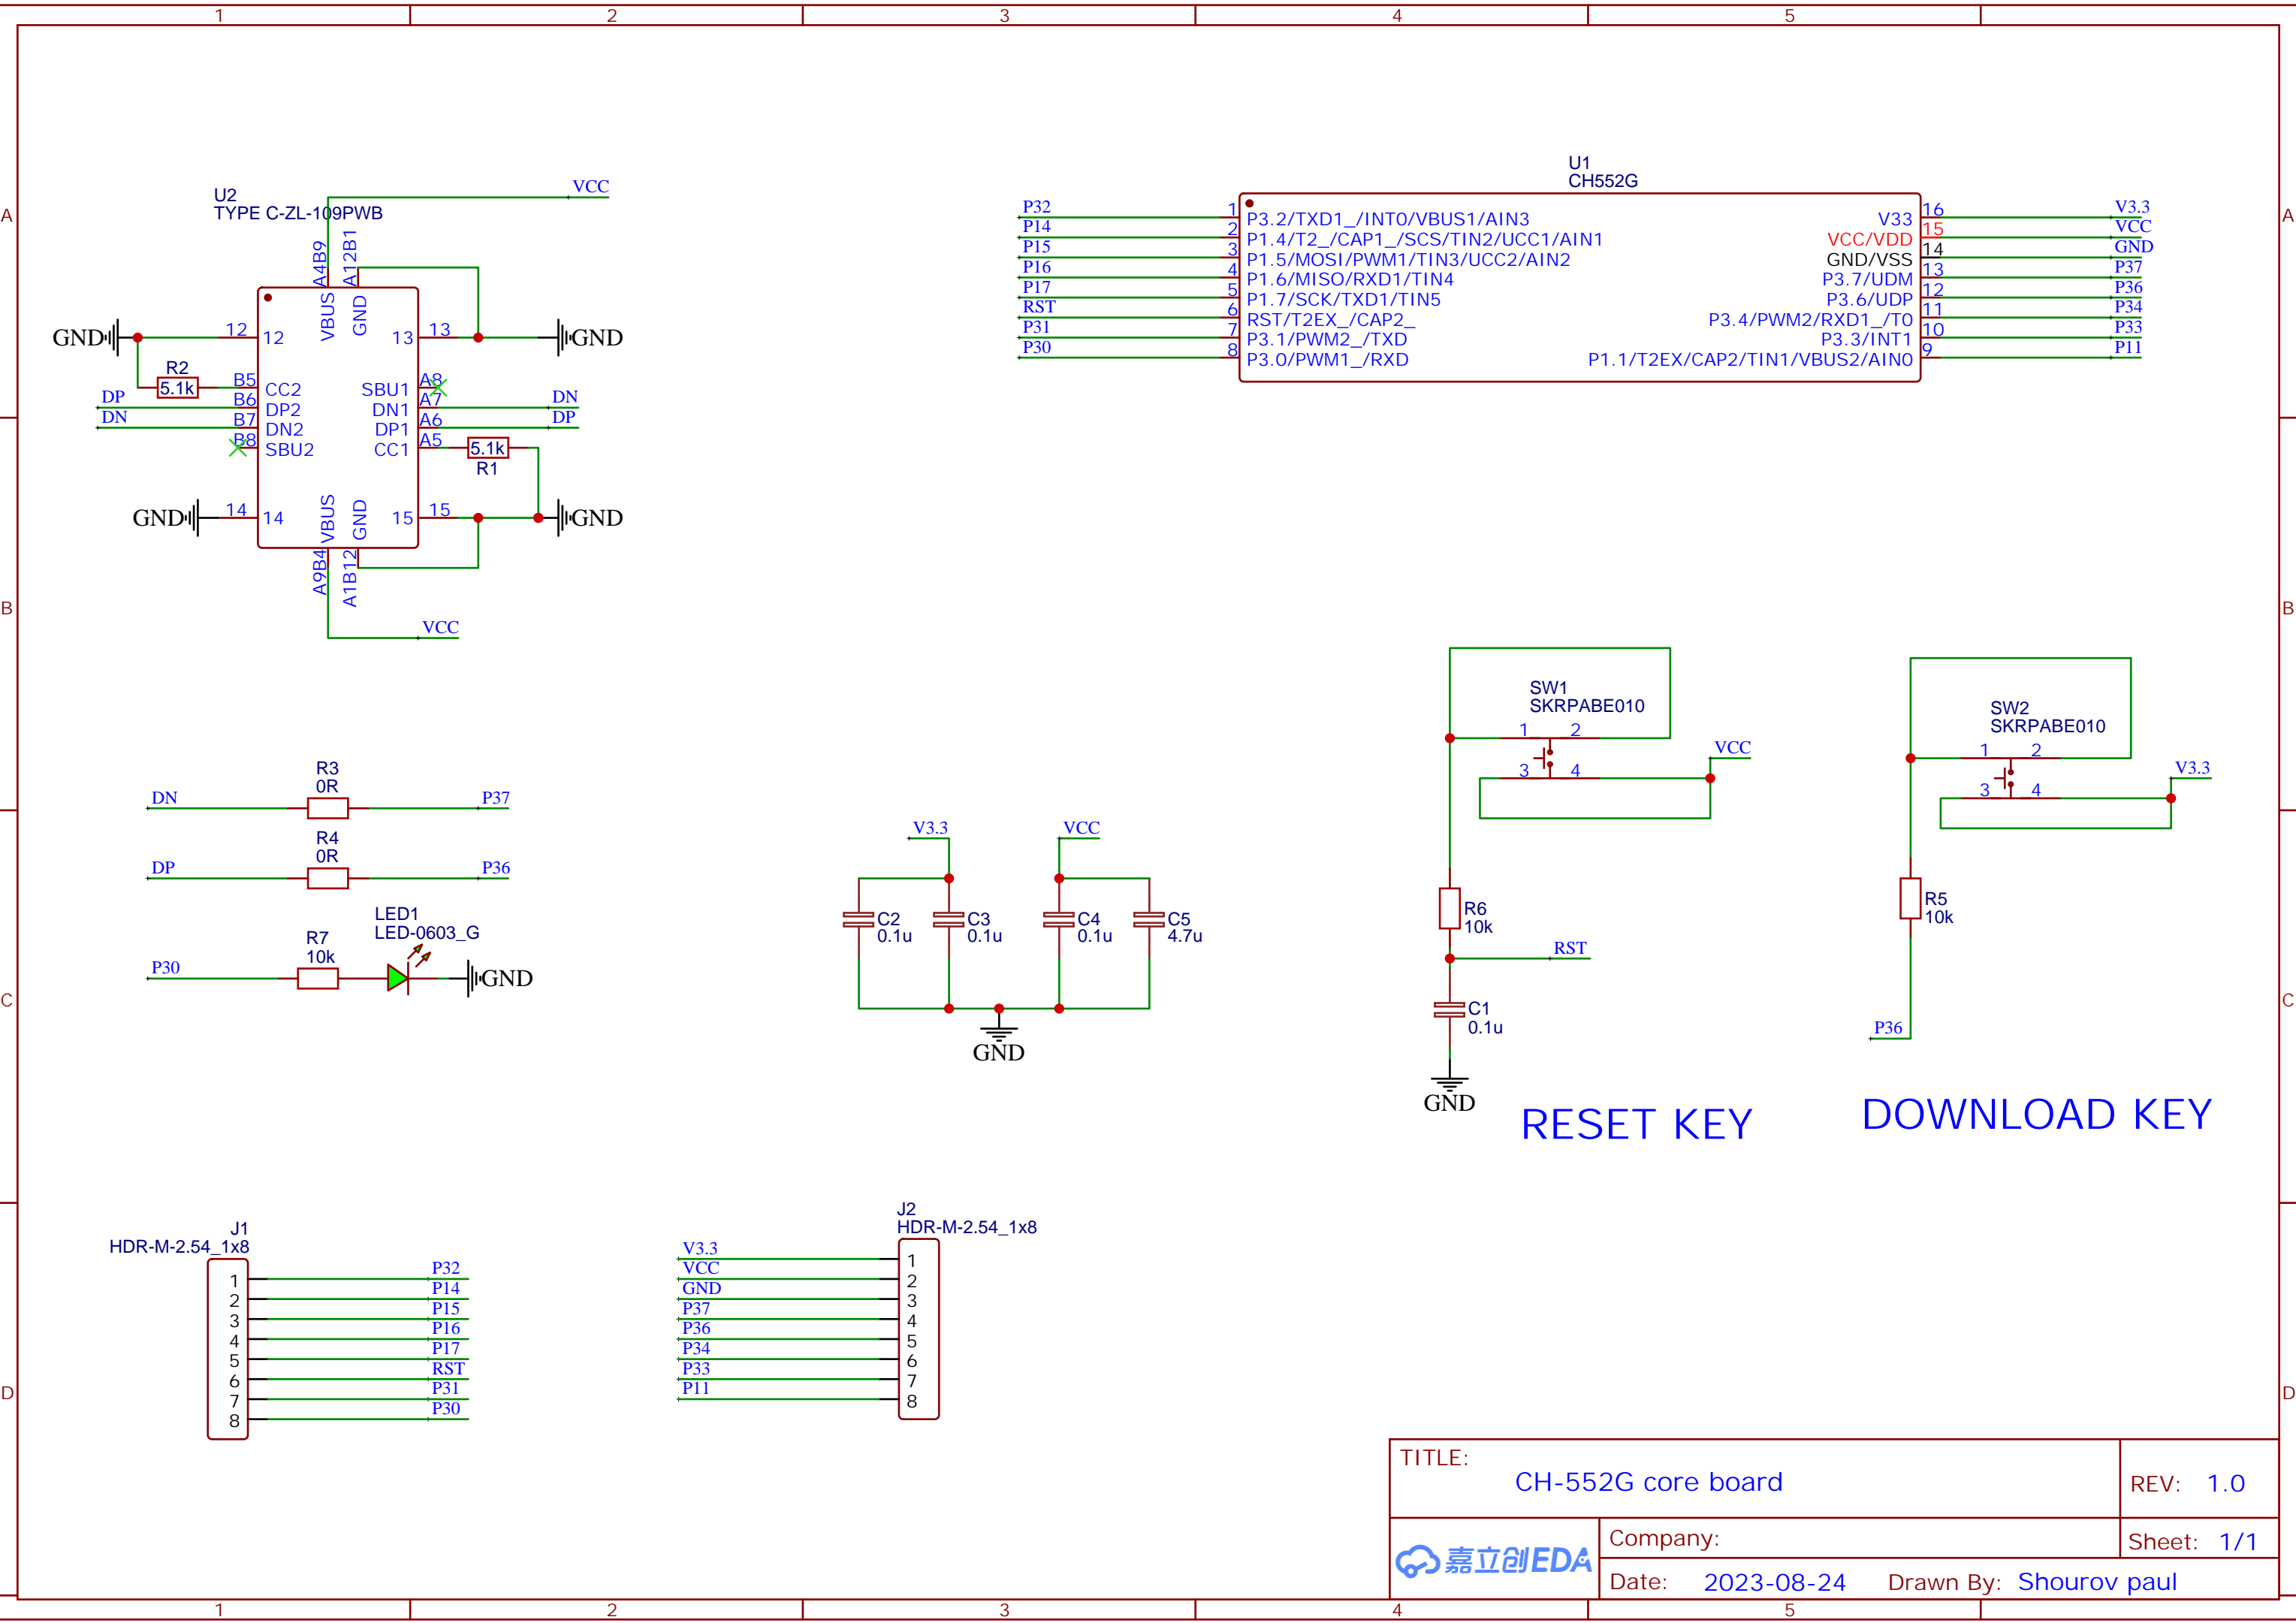 1 2 3 4 5
A
B
C
D
A
B
C
D
U2
TYPE C-ZL-109PWB
VCC
A4B9
A12B1
VBUS
GND
GND
12
12
13
13
GND
R2
5.1k
B5
CC2
SBU1
A8
DP
B6
DP2
DN1
A7
DN
DN
B7
DN2
DP1
A6
DP
B8
SBU2
CC1
A5
5.1k
R1
GND
14
14
VBUS
GND
15
15
GND
A9B4
A1B12
VCC
U1
CH552G
P32 1 P3.2/TXD1_/INT0/VBUS1/AIN3 V33 16 V3.3
P14 2 P1.4/T2_/CAP1_/SCS/TIN2/UCC1/AIN1 VCC/VDD 15 VCC
P15 3 P1.5/MOSI/PWM1/TIN3/UCC2/AIN2 GND/VSS 14 GND
P16 4 P1.6/MISO/RXD1/TIN4 P3.7/UDM 13 P37
P17 5 P1.7/SCK/TXD1/TIN5 P3.6/UDP 12 P36
RST 6 RST/T2EX_/CAP2_ P3.4/PWM2/RXD1_/T0 11 P34
P31 7 P3.1/PWM2_/TXD P3.3/INT1 10 P33
P30 8 P3.0/PWM1_/RXD P1.1/T2EX/CAP2/TIN1/VBUS2/AIN0 9 P11
R3
0R
DN P37
R4
0R
DP P36
LED1
LED-0603_G
R7
10k
P30 GND
V3.3 VCC
C2
0.1u
C3
0.1u
C4
0.1u
C5
4.7u
GND
SW1
SKRPABE010
1 2
3 4
VCC
R6
10k
RST
C1
0.1u
GND
RESET KEY
SW2
SKRPABE010
1 2
3 4
V3.3
R5
10k
P36
DOWNLOAD KEY
J1
HDR-M-2.54_1x8
1 P32
2 P14
3 P15
4 P16
5 P17
6 RST
7 P31
8 P30
J2
HDR-M-2.54_1x8
V3.3 1
VCC 2
GND 3
P37 4
P36 5
P34 6
P33 7
P11 8
TITLE:
CH-552G core board
REV: 1.0
嘉立创EDA
Company:
Sheet: 1/1
Date: 2023-08-24 Drawn By: Shourov paul
1 2 3 4 5